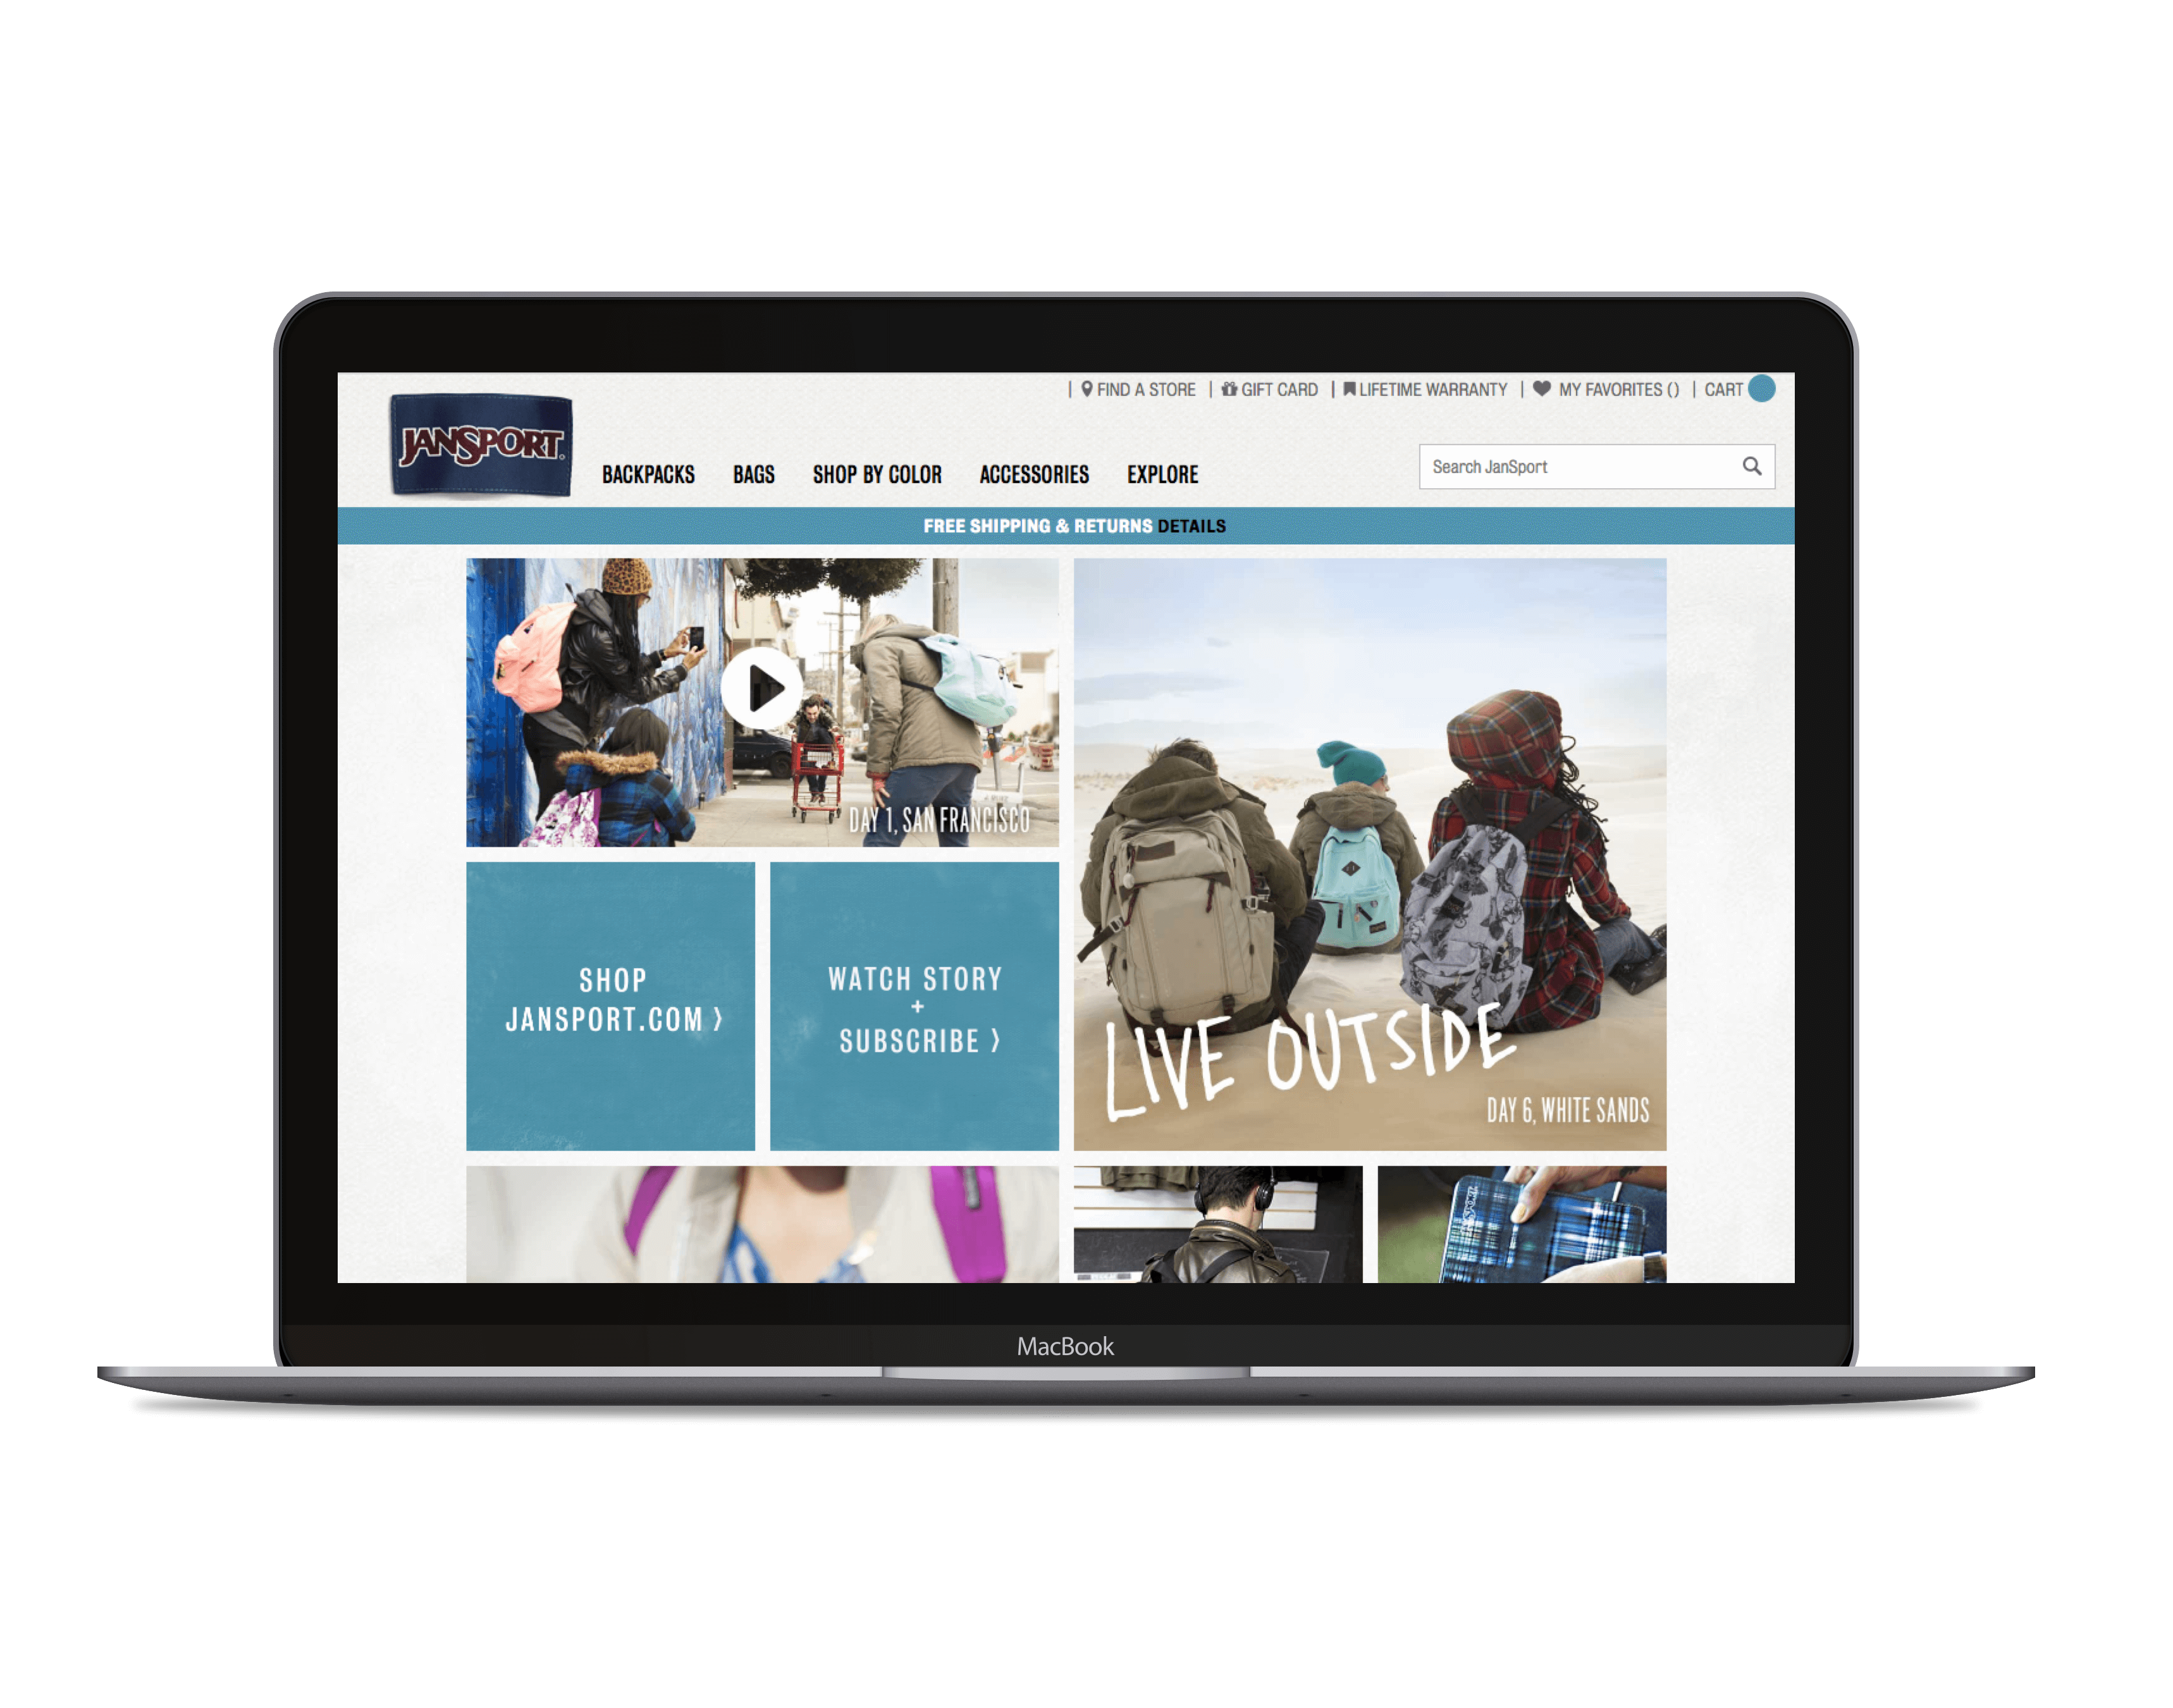 FIND A STORE | GIFT CARD | LIFETIME WARRANTY | MY FAVORITES () | CART
JANSPORT
BACKPACKS BAGS SHOP BY COLOR ACCESSORIES EXPLORE
Search JanSport
FREE SHIPPING & RETURNS DETAILS
DAY 1, SAN FRANCISCO
SHOP
JANSPORT.COM >
WATCH STORY
+
SUBSCRIBE >
LIVE OUTSIDE
DAY 6, WHITE SANDS
JANSPORT
MacBook